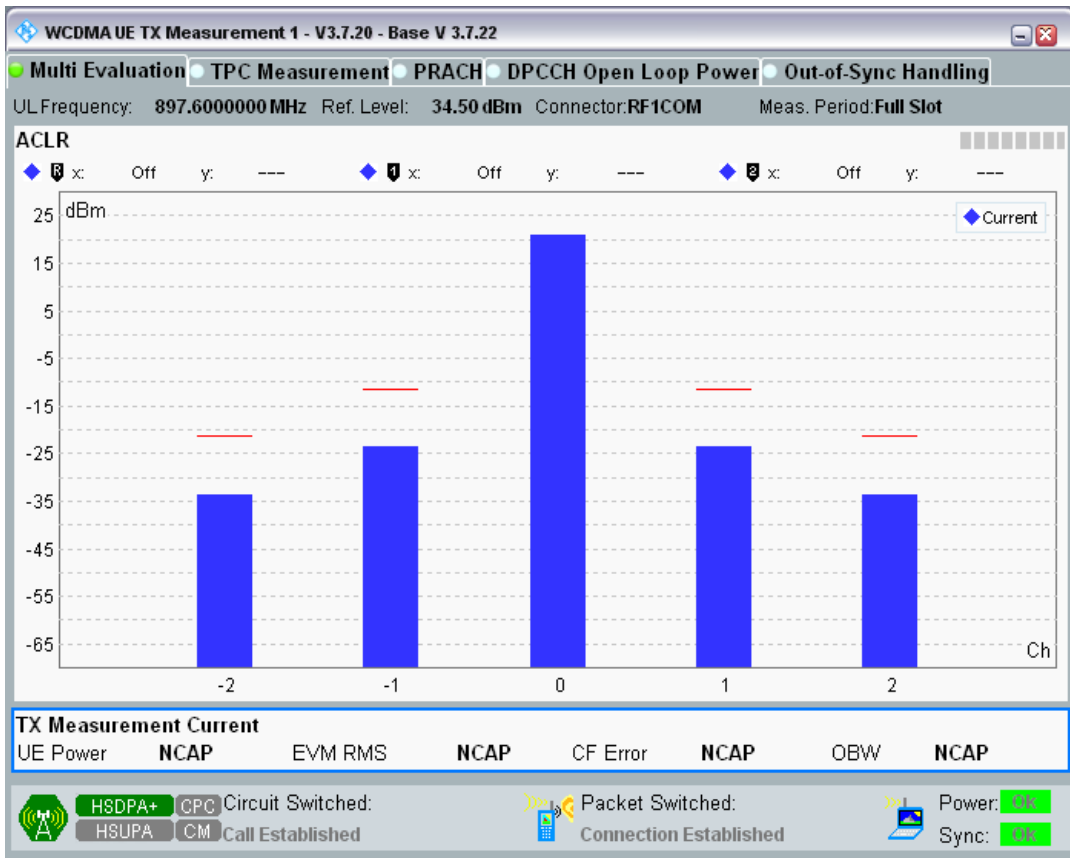 WCDMA UE TX Measurement 1 - V3.7.20 - Base V 3.7.22
Multi Evaluation TPC Measurement PRACH DPCCH Open Loop Power Out-of-Sync Handling
UL Frequency: 897.6000000 MHz Ref. Level: 34.50 dBm Connector: RF1COM Meas. Period: Full Slot
ACLR
R x: Off y: --- 1 x: Off y: --- 2 x: Off y: ---
dBm
Current
25
15
5
-5
-15
-25
-35
-45
-55
-65
Ch
-2 -1 0 1 2
TX Measurement Current
UE Power NCAP EVM RMS NCAP CF Error NCAP OBW NCAP
HSDPA+ CPC Circuit Switched: Packet Switched: Power: Ok
HSUPA CM Call Established Connection Established Sync: Ok